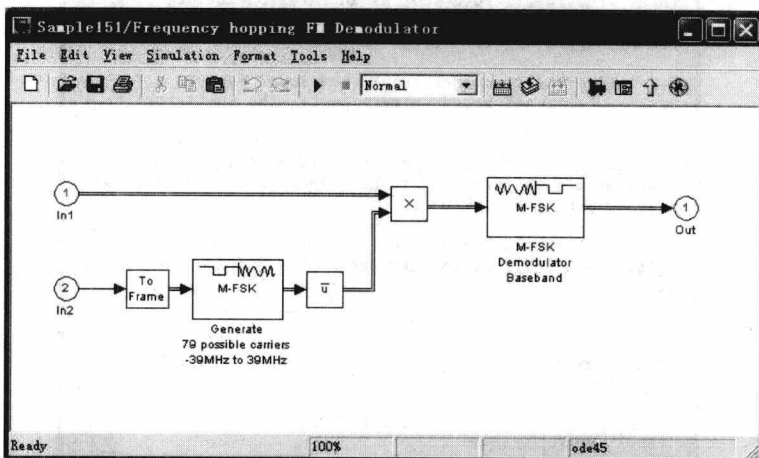 Sample151/Frequency hopping FM Demodulator
File Edit View Simulation Format Tools Help
Normal
1
In1
×
M-FSK
M-FSK
Demodulator
Baseband
1
Out
2
In2
To
Frame
M-FSK
Generate
79 possible carriers
-39MHz to 39MHz
u
Ready
100%
ode45